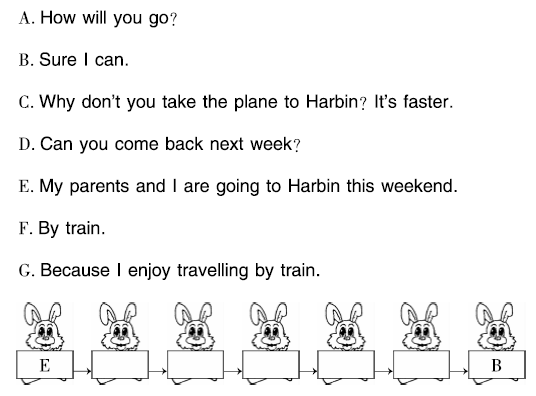 A. How will you go?
B. Sure I can.
C. Why don't you take the plane to Harbin? It's faster.
D. Can you come back next week?
E. My parents and I are going to Harbin this weekend.
F. By train.
G. Because I enjoy travelling by train.
E B